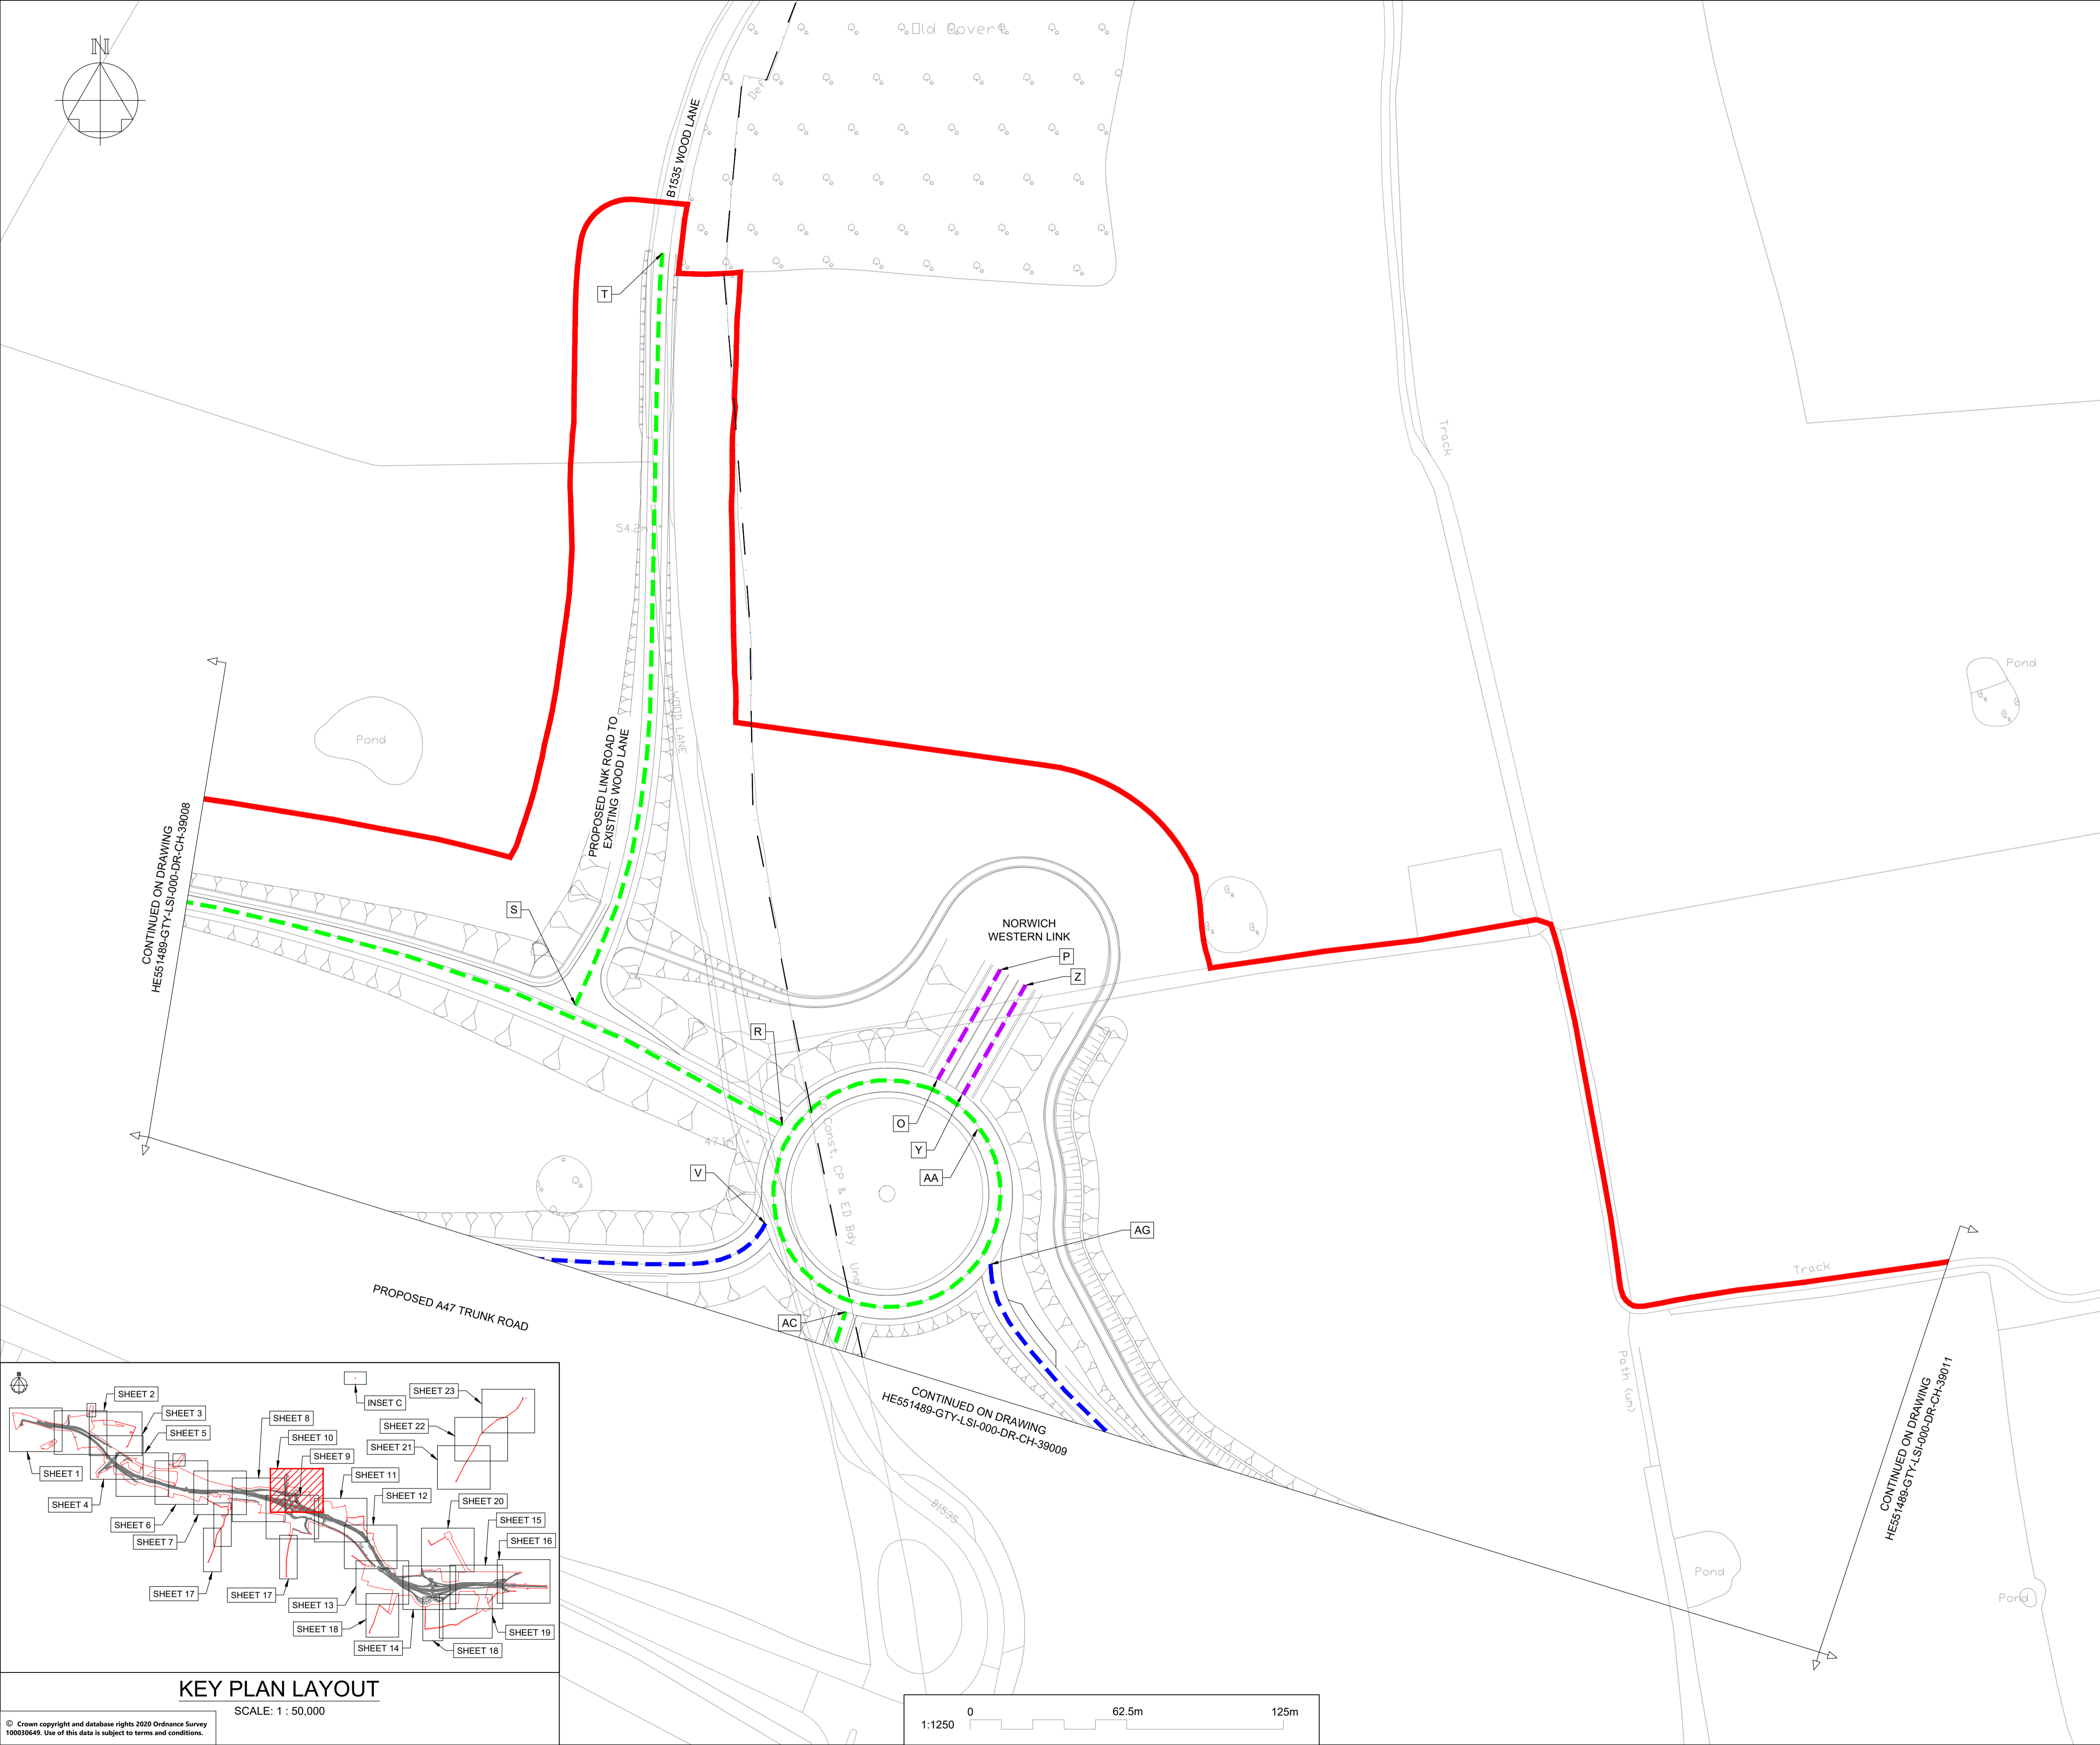 N
Old Covert
Def
B1535 WOOD LANE
T
Track
54.2m +
Pond
WOOD LANE
PROPOSED LINK ROAD TO
EXISTING WOOD LANE
Pond
CONTINUED ON DRAWING
HE551489-GTY-LSI-000-DR-CH-39008
S
NORWICH
WESTERN LINK
P
Z
R
O
Y
AA
47.1m +
V
Const, CP & ED Bdy
Und
AG
AC
PROPOSED A47 TRUNK ROAD
Track
Path (um)
CONTINUED ON DRAWING
HE551489-GTY-LSI-000-DR-CH-39009
CONTINUED ON DRAWING
HE551489-GTY-LSI-000-DR-CH-39011
B1535
Pond
Pond
N
SHEET 2
SHEET 3
SHEET 5
SHEET 8
SHEET 10
SHEET 9
SHEET 11
SHEET 12
INSET C
SHEET 23
SHEET 22
SHEET 21
SHEET 20
SHEET 15
SHEET 16
SHEET 1
SHEET 4
SHEET 6
SHEET 7
SHEET 17
SHEET 17
SHEET 13
SHEET 18
SHEET 14
SHEET 18
SHEET 19
KEY PLAN LAYOUT
SCALE: 1 : 50,000
© Crown copyright and database rights 2020 Ordnance Survey
100030649. Use of this data is subject to terms and conditions.
1:1250
0
62.5m
125m